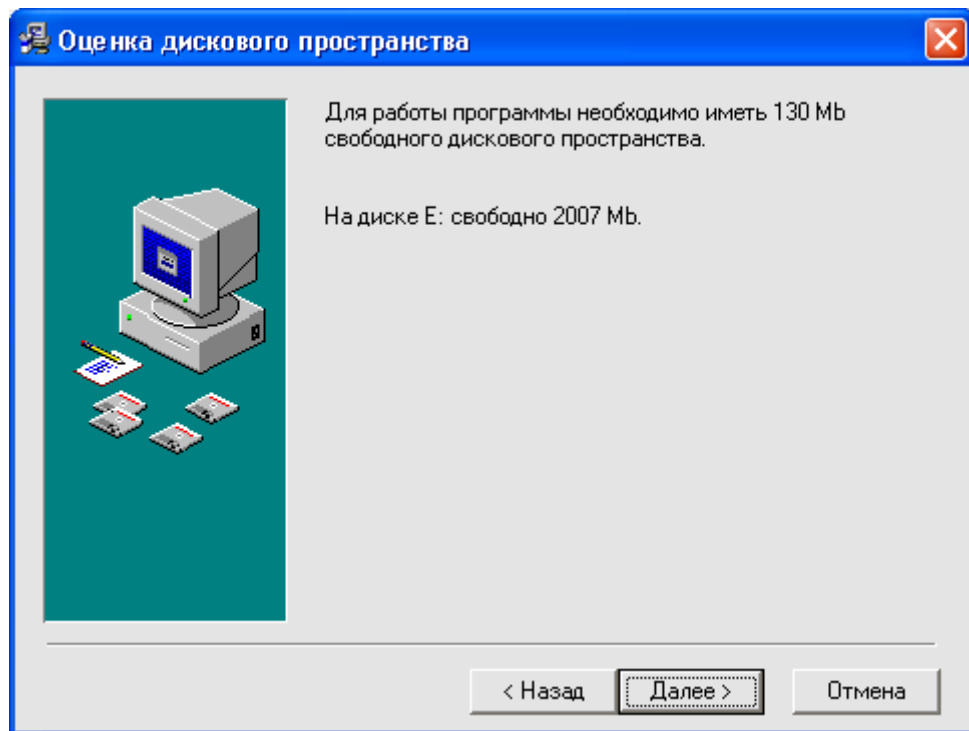 Оценка дискового пространства
Для работы программы необходимо иметь 130 Mb
свободного дискового пространства.
На диске E: свободно 2007 Mb.
< Назад
Далее >
Отмена